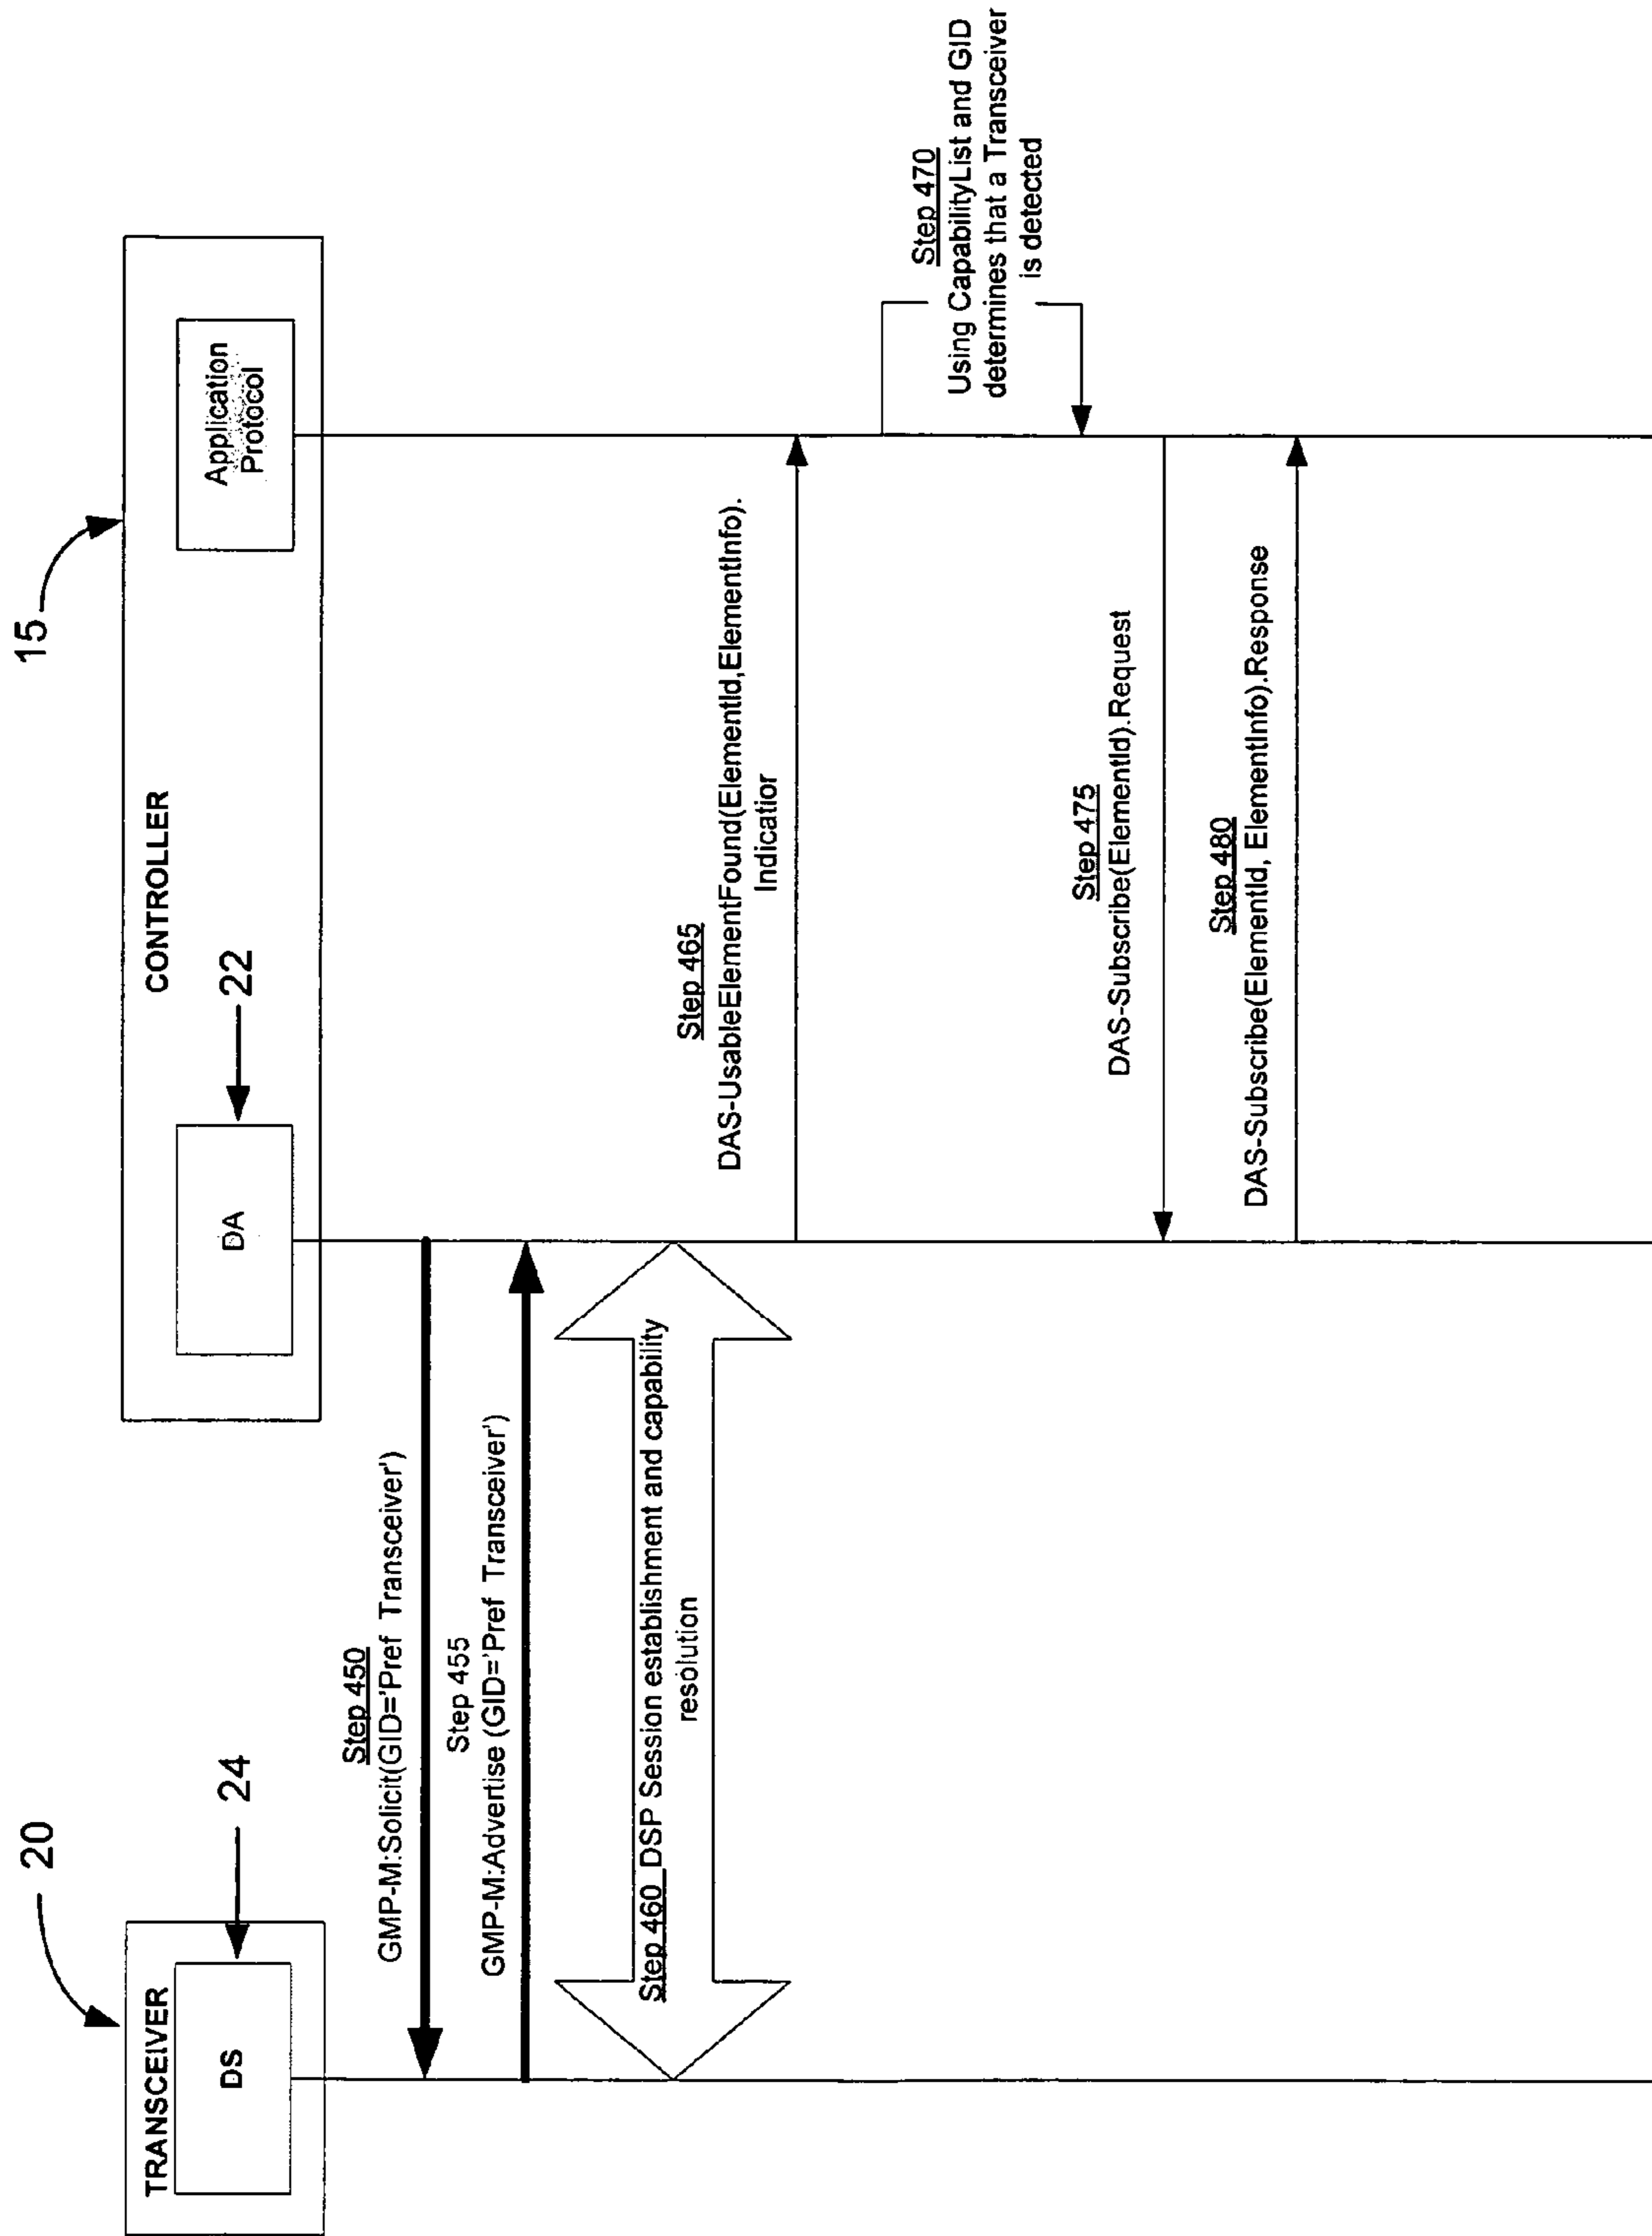 20
TRANSCEIVER
DS
24
15
CONTROLLER
DA
22
Application
Protocol
Step 450
GMP-M:Solicit(GID='Pref Transceiver')
Step 455
GMP-M:Advertise (GID='Pref Transceiver')
Step 460 DSP Session establishment and capability
resolution
Step 465
DAS-UsableElementFound(ElementId,ElementInfo).
Indicatior
Step 470
Using CapabilityList and GID
determines that a Transceiver
is detected
Step 475
DAS-Subscribe(ElementId).Request
Step 480
DAS-Subscribe(ElementId, ElementInfo).Response